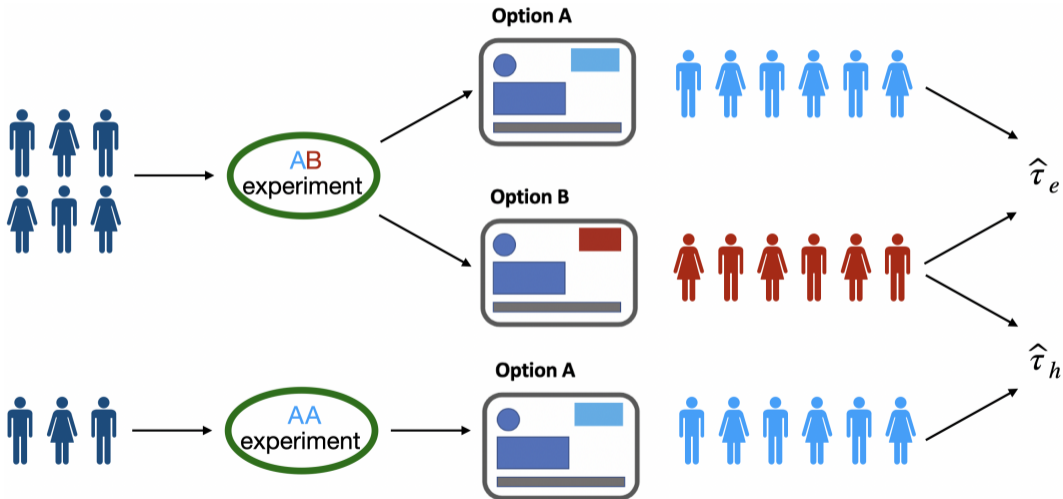 Option A
AB
experiment
τ̂ₑ
Option B
τ̂ₕ
Option A
AA
experiment